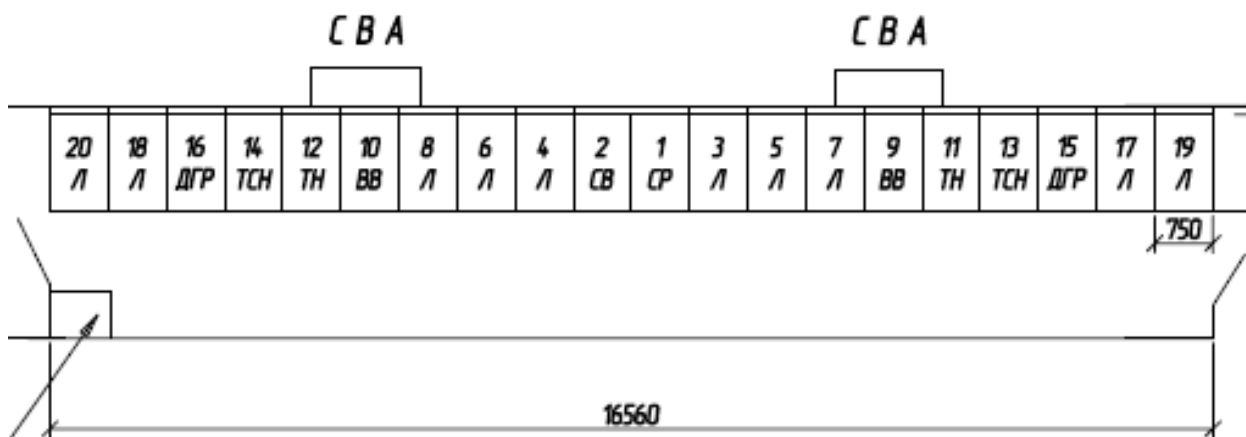 СВА СВА
20 18 16 14 12 10 8 6 4 2 1 3 5 7 9 11 13 15 17 19
Л Л ДГР ТСН ТН ВВ Л Л Л СВ СР Л Л Л ВВ ТН ТСН ДГР Л Л
750
16560